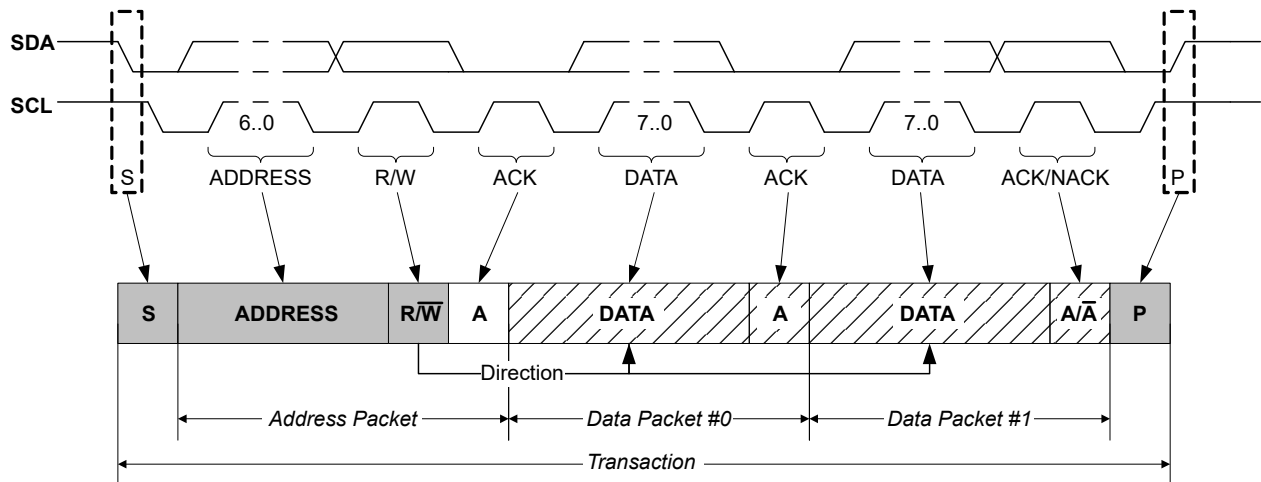 SDA
SCL
6..0
7..0
7..0
S
ADDRESS
R/W
ACK
DATA
ACK
DATA
ACK/NACK
P
S
ADDRESS
R/W̅
A
DATA
A
DATA
A/A̅
P
Direction
Address Packet
Data Packet #0
Data Packet #1
Transaction